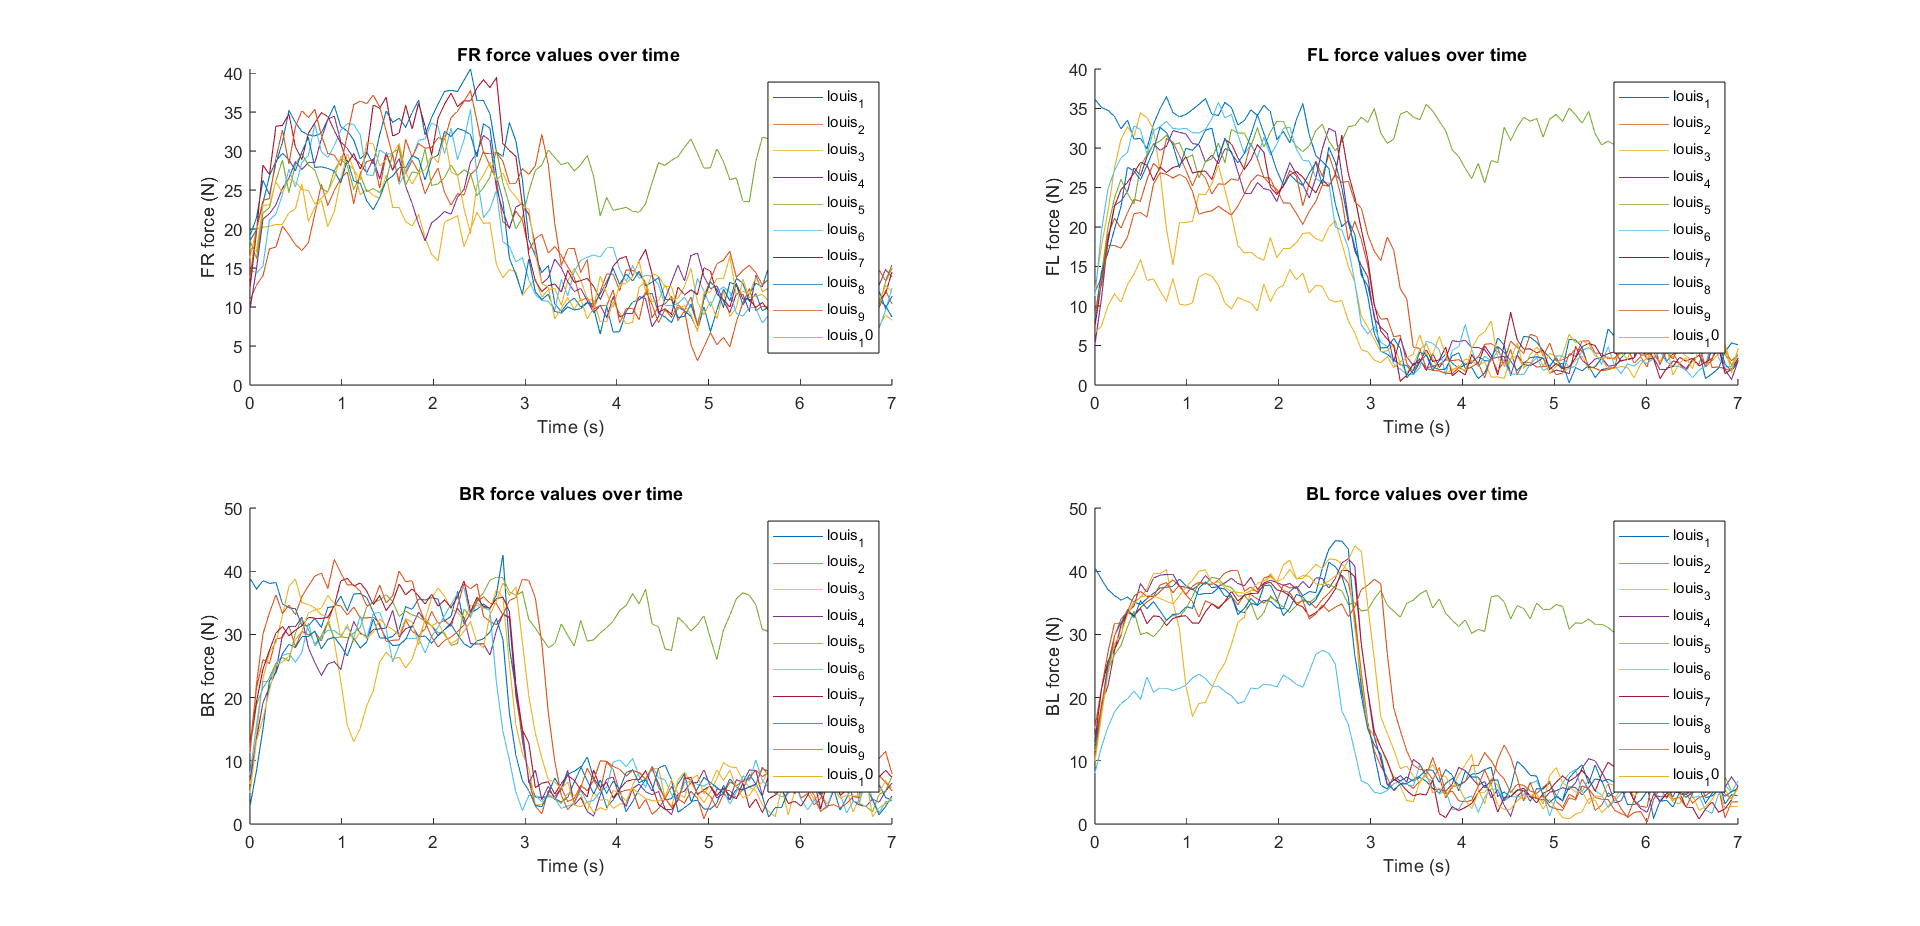 FR force values over time
FR force (N)
40
35
30
25
20
15
10
5
0
0 1 2 3 4 5 6 7
Time (s)
louis1
louis2
louis3
louis4
louis5
louis6
louis7
louis8
louis9
louis10
FL force values over time
FL force (N)
40
35
30
25
20
15
10
5
0
0 1 2 3 4 5 6 7
Time (s)
louis1
louis2
louis3
louis4
louis5
louis6
louis7
louis8
louis9
louis10
BR force values over time
BR force (N)
50
40
30
20
10
0
0 1 2 3 4 5 6 7
Time (s)
louis1
louis2
louis3
louis4
louis5
louis6
louis7
louis8
louis9
louis10
BL force values over time
BL force (N)
50
40
30
20
10
0
0 1 2 3 4 5 6 7
Time (s)
louis1
louis2
louis3
louis4
louis5
louis6
louis7
louis8
louis9
louis10